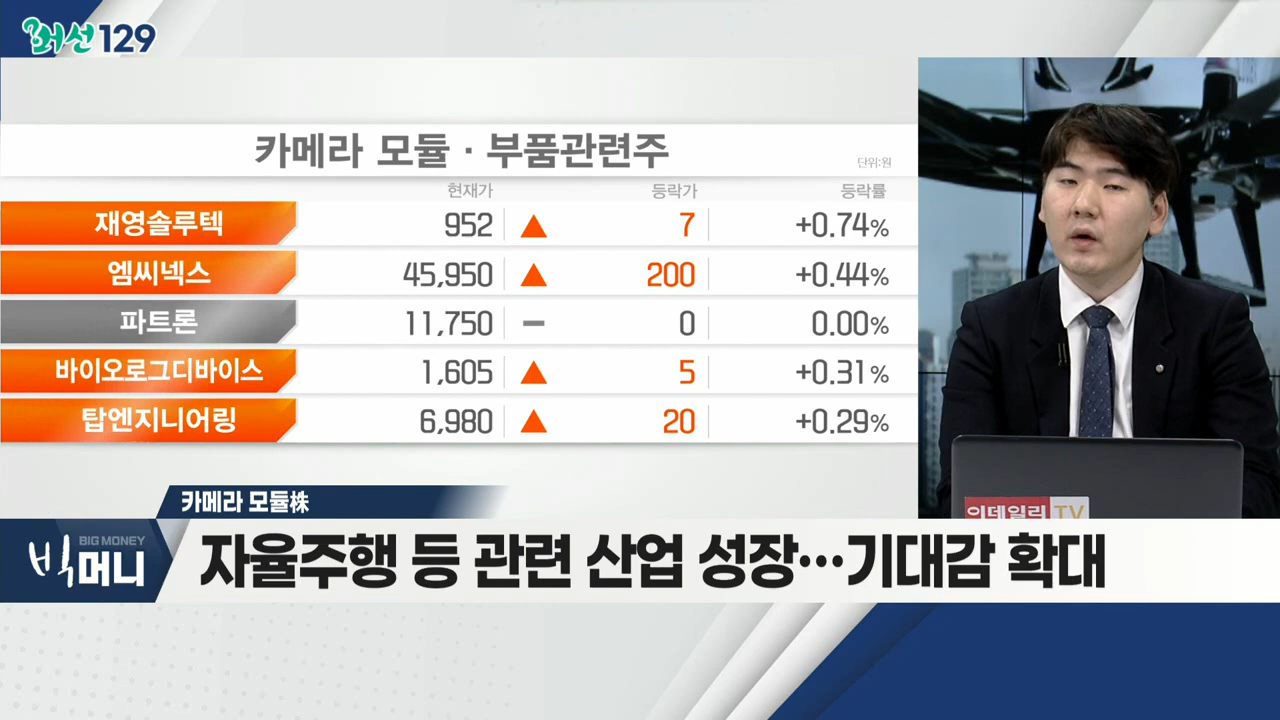 머선129
카메라 모듈·부품관련주
단위:원
현재가 등락가 등락률
재영솔루텍 952 ▲ 7 +0.74%
엠씨넥스 45,950 ▲ 200 +0.44%
파트론 11,750 - 0 0.00%
바이오로그디바이스 1,605 ▲ 5 +0.31%
탑엔지니어링 6,980 ▲ 20 +0.29%
이데일리TV
카메라 모듈株
BIG MONEY
빅머니
자율주행 등 관련 산업 성장…기대감 확대